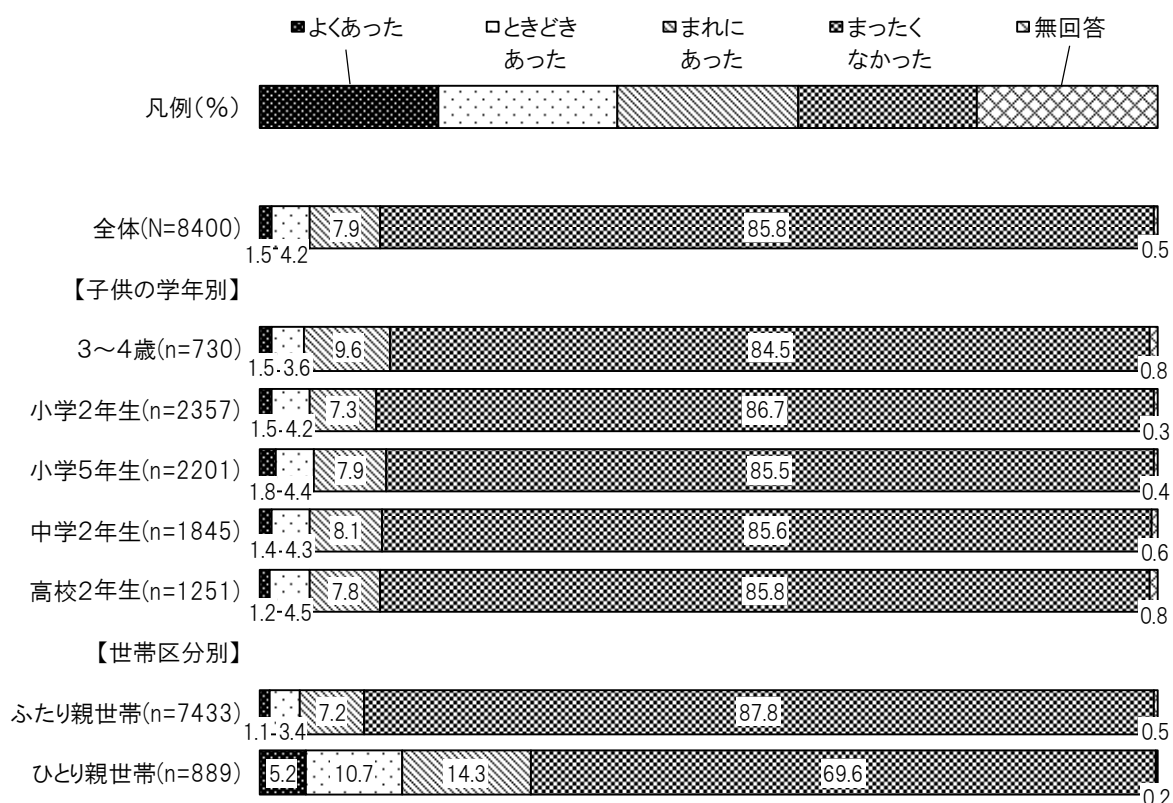 よくあった ときどき まれに まったく 無回答
あった あった なかった
凡例(%)
全体(N=8400) 7.9 85.8
1.5 4.2 0.5
【子供の学年別】
3～4歳(n=730) 9.6 84.5
1.5 3.6 0.8
小学2年生(n=2357) 7.3 86.7
1.5 4.2 0.3
小学5年生(n=2201) 7.9 85.5
1.8 4.4 0.4
中学2年生(n=1845) 8.1 85.6
1.4 4.3 0.6
高校2年生(n=1251) 7.8 85.8
1.2 4.5 0.8
【世帯区分別】
ふたり親世帯(n=7433) 7.2 87.8
1.1 3.4 0.5
ひとり親世帯(n=889) 5.2 10.7 14.3 69.6
0.2